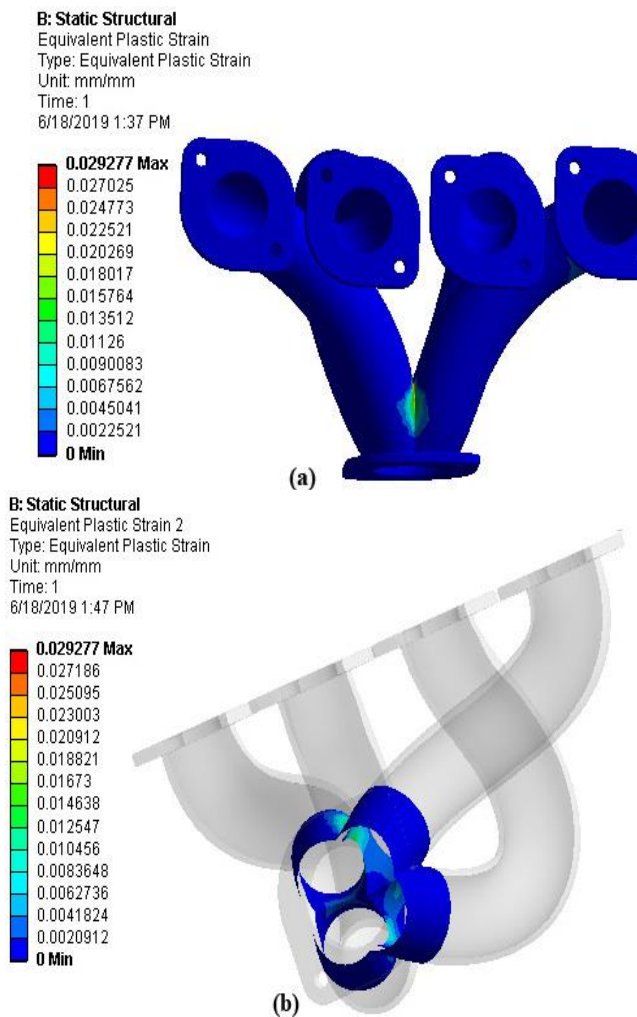 B: Static Structural
Equivalent Plastic Strain
Type: Equivalent Plastic Strain
Unit: mm/mm
Time: 1
6/18/2019 1:37 PM
0.029277 Max
0.027025
0.024773
0.022521
0.020269
0.018017
0.015764
0.013512
0.01126
0.0090083
0.0067562
0.0045041
0.0022521
0 Min
(a)
B: Static Structural
Equivalent Plastic Strain 2
Type: Equivalent Plastic Strain
Unit: mm/mm
Time: 1
6/18/2019 1:47 PM
0.029277 Max
0.027186
0.025095
0.023003
0.020912
0.018821
0.01673
0.014638
0.012547
0.010456
0.0083648
0.0062736
0.0041824
0.0020912
0 Min
(b)